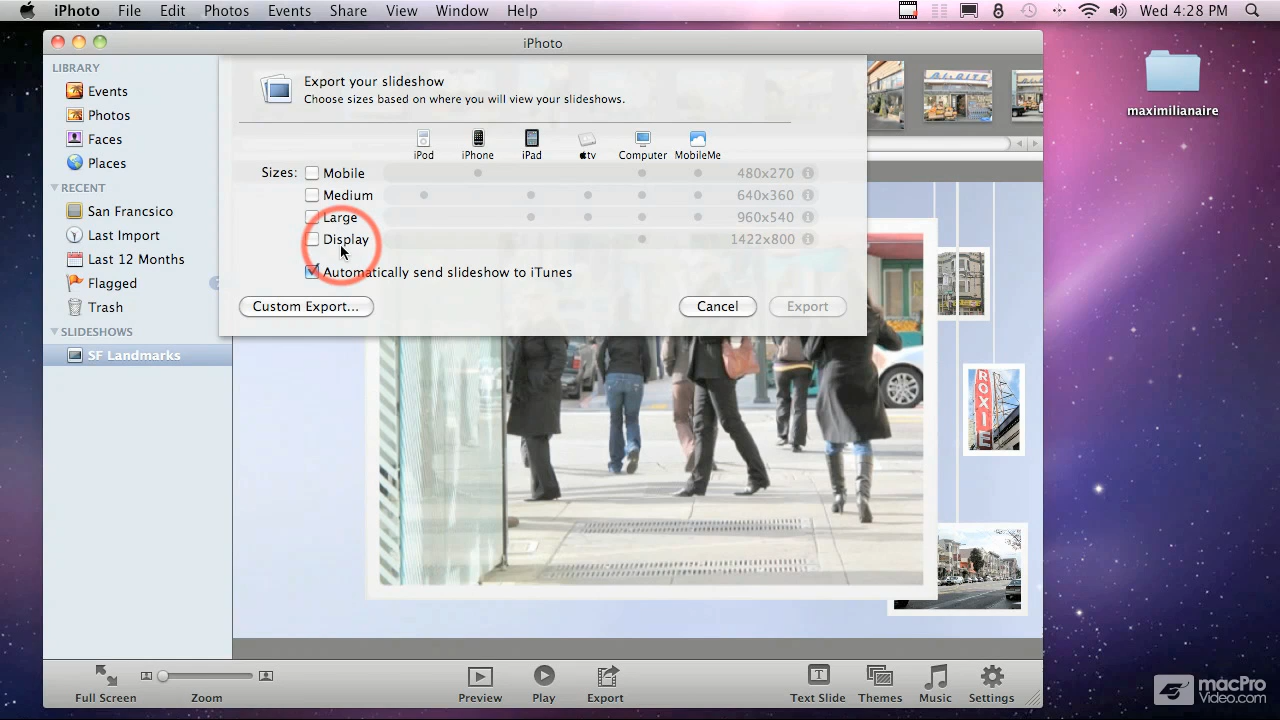 iPhoto File Edit Photos Events Share View Window Help Wed 4:28 PM
iPhoto
LIBRARY
Events
Photos
Faces
Places
RECENT
San Francsico
Last Import
Last 12 Months
Flagged
Trash
SLIDESHOWS
SF Landmarks
Export your slideshow
Choose sizes based on where you will view your slideshows.
iPod iPhone iPad tv Computer MobileMe
Sizes: Mobile 480x270
Medium 640x360
Large 960x540
Display 1422x800
Automatically send slideshow to iTunes
Custom Export... Cancel Export
maximilianaire
ROXIE
Full Screen Zoom Preview Play Export Text Slide Themes Music Settings
macPro
Video.com